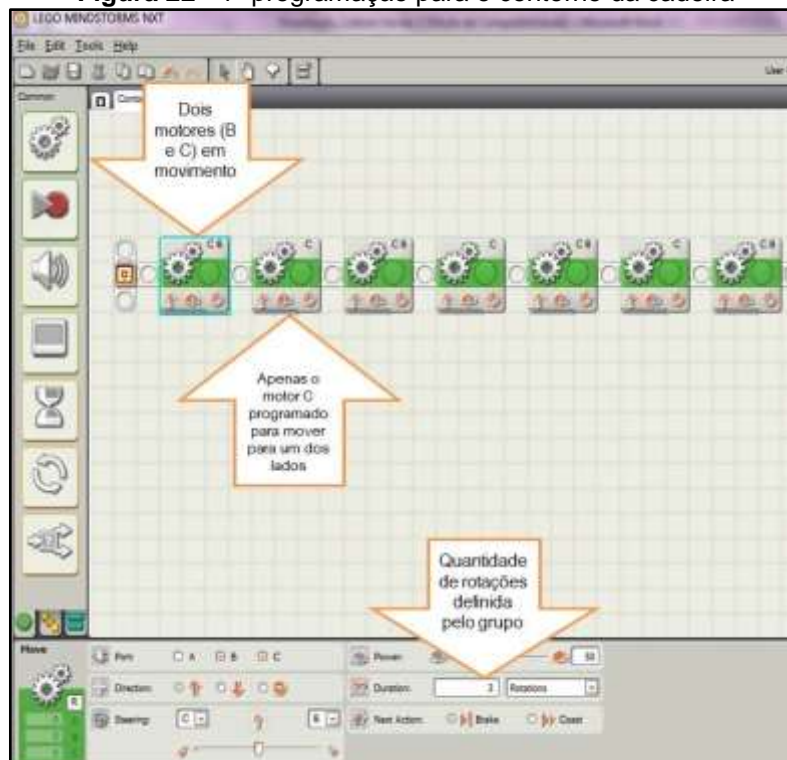 Figura 22 - 1ª programação para o contorno da cadeira
LEGO MINDSTORMS NXT
File Edit Tools Help
User
Common
Dois
motores (B
e C) em
movimento
C B
C
C B
C
C B
C
C B
Apenas o
motor C
programado
para mover
para um dos
lados
Quantidade
de rotações
definida
pelo grupo
Move
Port:
A
B
C
Power:
50
Direction:
Duration:
Rotations
Steering:
C
B
Next Action:
Brake
Coast